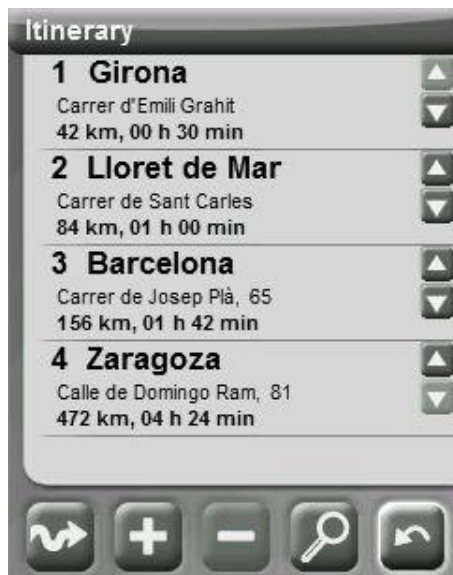 Itinerary
1 Girona
Carrer d'Emili Grahit
42 km, 00 h 30 min
2 Lloret de Mar
Carrer de Sant Carles
84 km, 01 h 00 min
3 Barcelona
Carrer de Josep Plà, 65
156 km, 01 h 42 min
4 Zaragoza
Calle de Domingo Ram, 81
472 km, 04 h 24 min